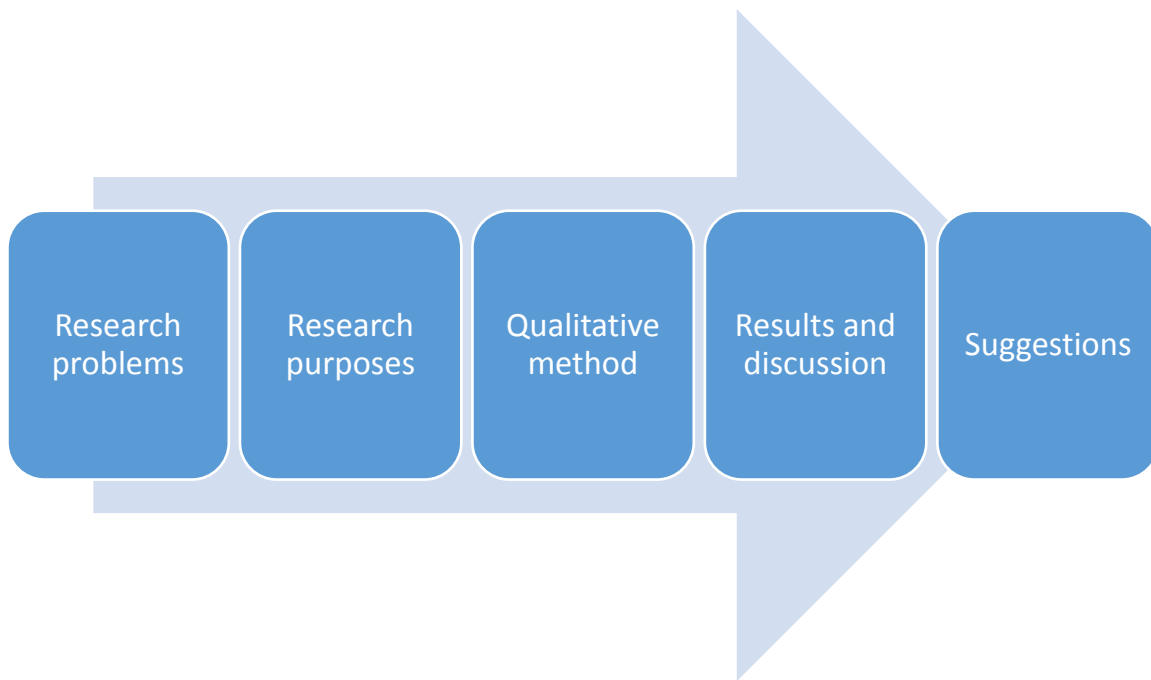 Research
problems
Research
purposes
Qualitative
method
Results and
discussion
Suggestions